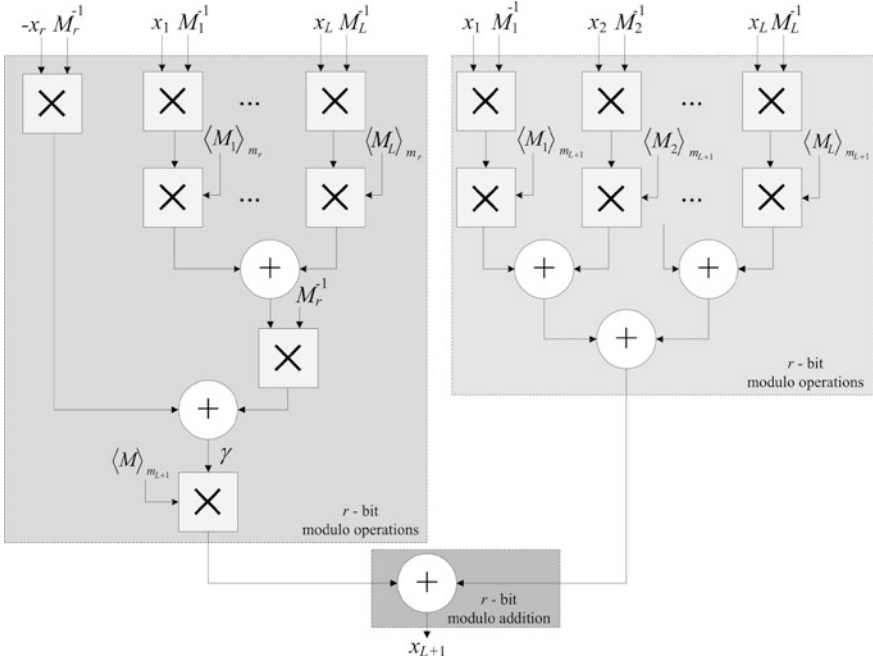 -x_r M_r^{-1} x_1 M_1^{-1} x_L M_L^{-1} x_1 M_1^{-1} x_2 M_2^{-1} x_L M_L^{-1}
× × ... × × × ... ×
⟨M_1⟩_{m_r} ⟨M_L⟩_{m_r} ⟨M_1⟩_{m_{L+1}} ⟨M_2⟩_{m_{L+1}} ⟨M_L⟩_{m_{L+1}}
× ... × × × ... ×
+ + +
M_r^{-1}
× +
r - bit
modulo operations
+
γ
⟨M⟩_{m_{L+1}}
×
r - bit
modulo operations
+
r - bit
modulo addition
x_{L+1}